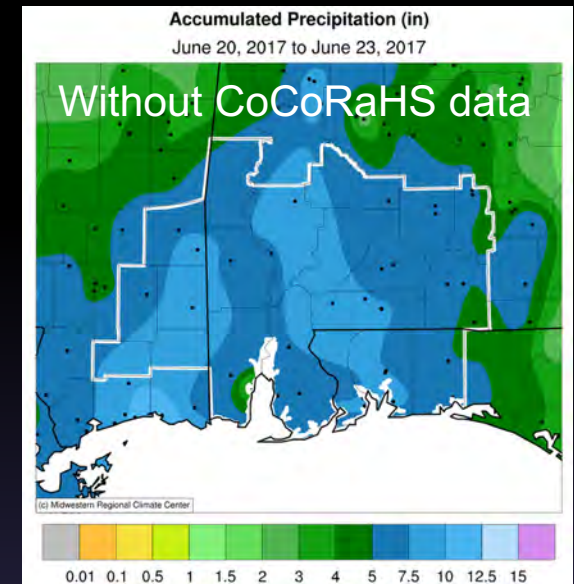 Accumulated Precipitation (in)
June 20, 2017 to June 23, 2017
Without CoCoRaHS data
(c) Midwestern Regional Climate Center
0.01 0.1 0.5 1 1.5 2 3 4 5 7.5 10 12.5 15